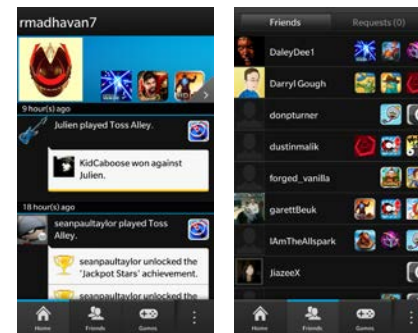 rmadhavan7
9 hour(s) ago
Julien played Toss Alley.
KidCaboose won against
Julien.
18 hour(s) ago
seanpaultaylor played Toss
Alley.
seanpaultaylor unlocked the
'Jackpot Stars' achievement.
seanpaultaylor unlocked the
Home
Friends
Games
Friends
Requests (0)
DaleyDee1
Darryl Gough
donpturner
dustinmalik
forged_vanilla
garettBeuk
IAmTheAllspark
JiazeeX
Home
Friends
Games